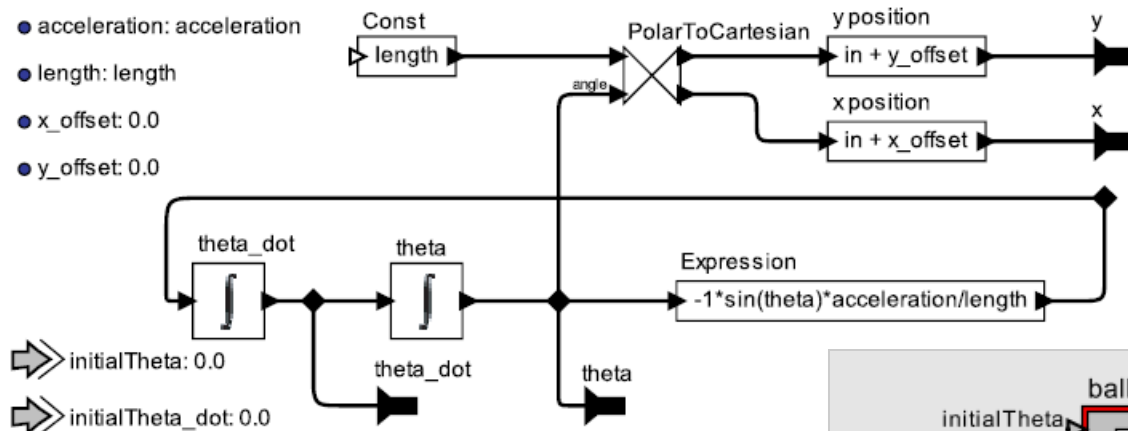 acceleration: acceleration
length: length
x_offset: 0.0
y_offset: 0.0
Const
length
PolarToCartesian
angle
y position
in + y_offset
y
x position
in + x_offset
x
theta_dot
theta
Expression
-1*sin(theta)*acceleration/length
initialTheta: 0.0
theta_dot
theta
initialTheta_dot: 0.0
ball
initialTheta